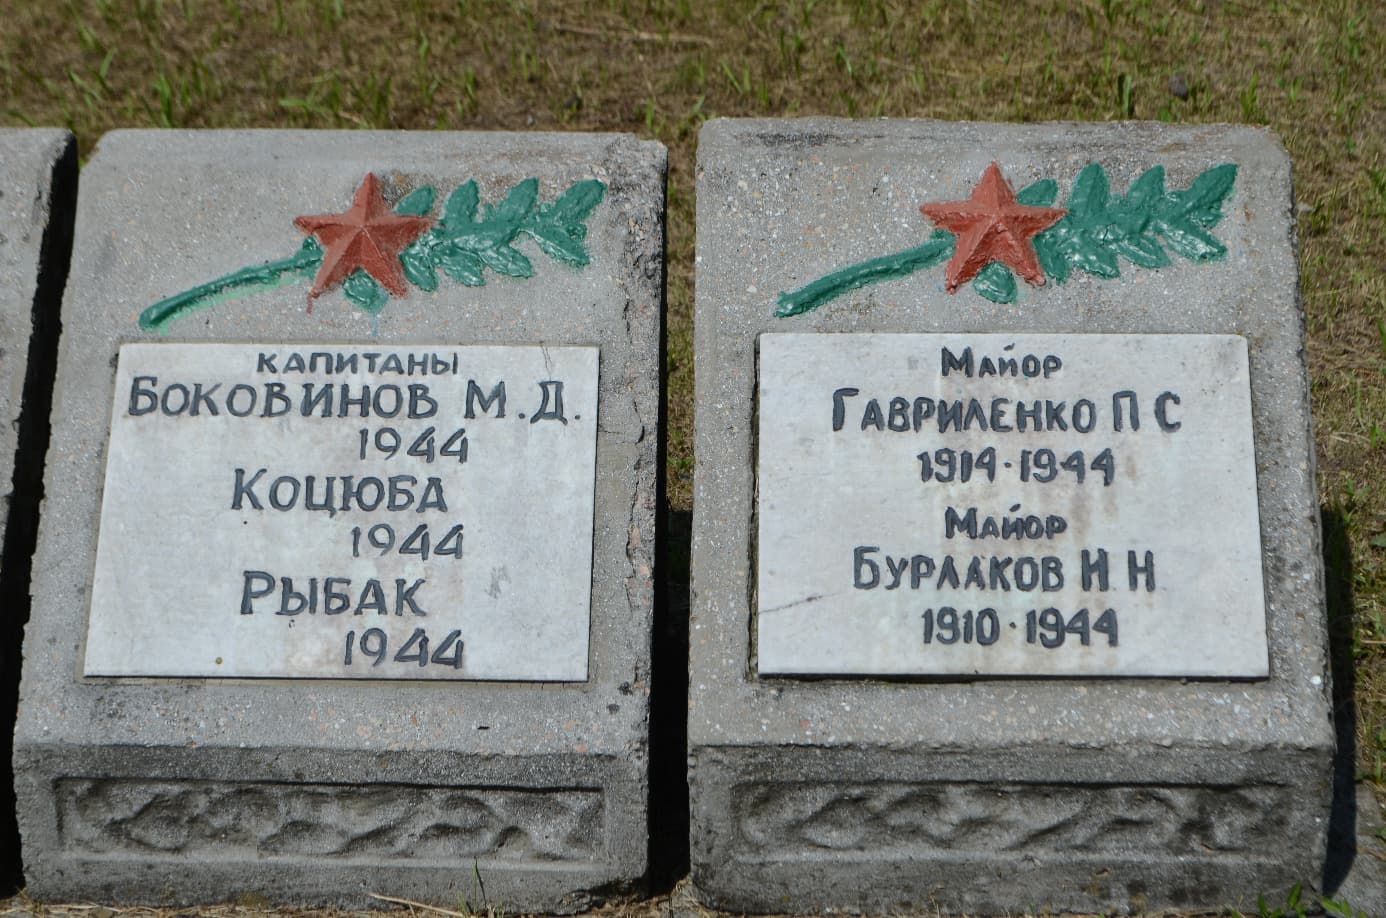 КАПИТАНЫ
БОКОВИНОВ М.Д.
1944
КОЦЮБА
1944
РЫБАК
1944
МАЙОР
ГАВРИЛЕНКО П С
1914·1944
МАЙОР
БУРЛАКОВ И Н
1910·1944